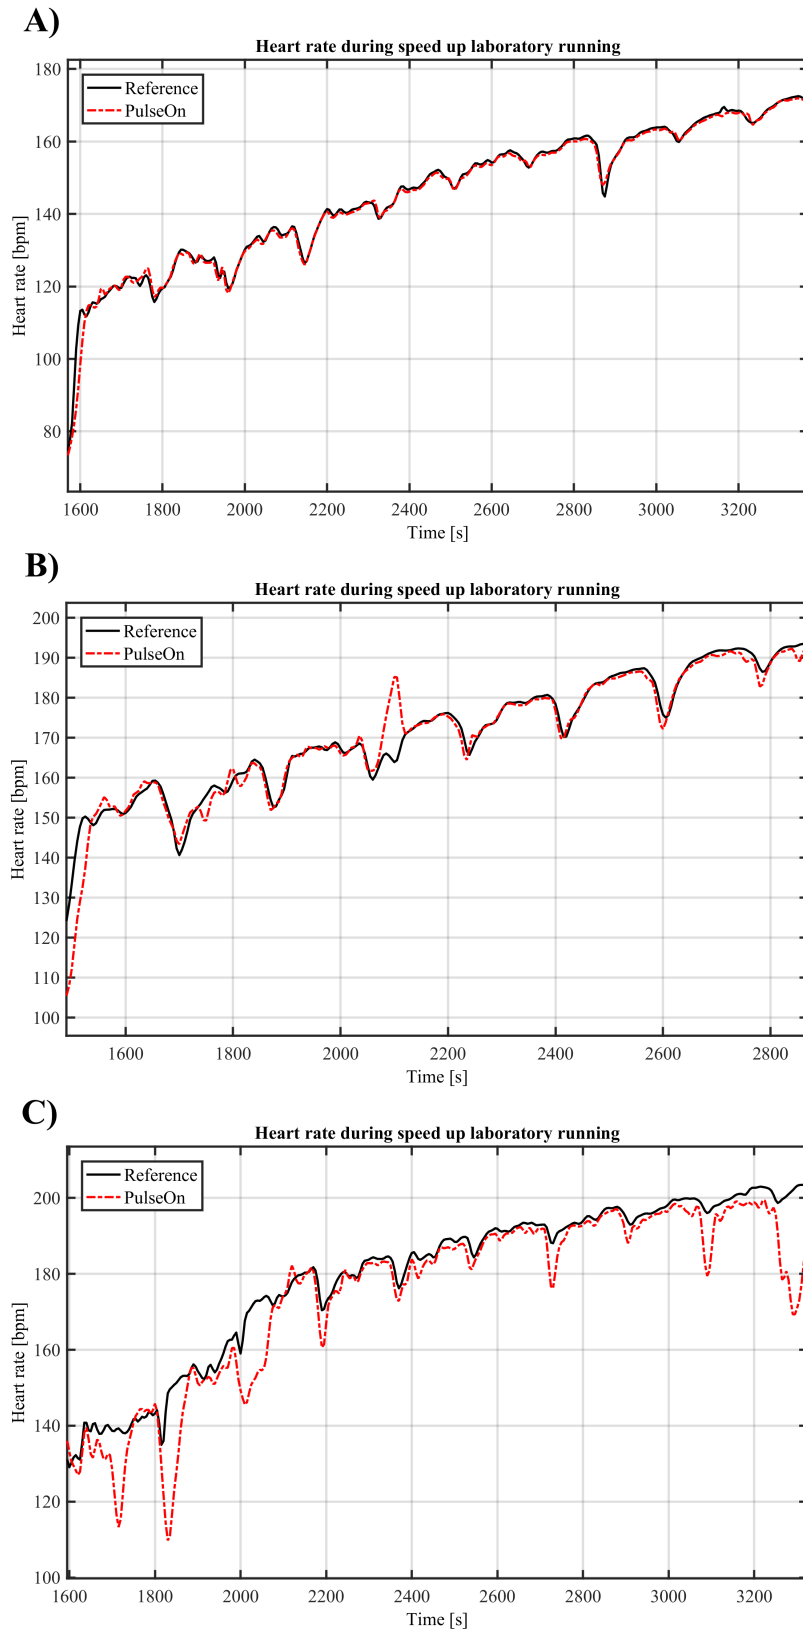 A)
Heart rate during speed up laboratory running
Reference
PulseOn
Heart rate [bpm]
180
160
140
120
100
80
1600 1800 2000 2200 2400 2600 2800 3000 3200
Time [s]
B)
Heart rate during speed up laboratory running
Reference
PulseOn
Heart rate [bpm]
200
190
180
170
160
150
140
130
120
110
100
1600 1800 2000 2200 2400 2600 2800
Time [s]
C)
Heart rate during speed up laboratory running
Reference
PulseOn
Heart rate [bpm]
200
180
160
140
120
100
1600 1800 2000 2200 2400 2600 2800 3000 3200
Time [s]